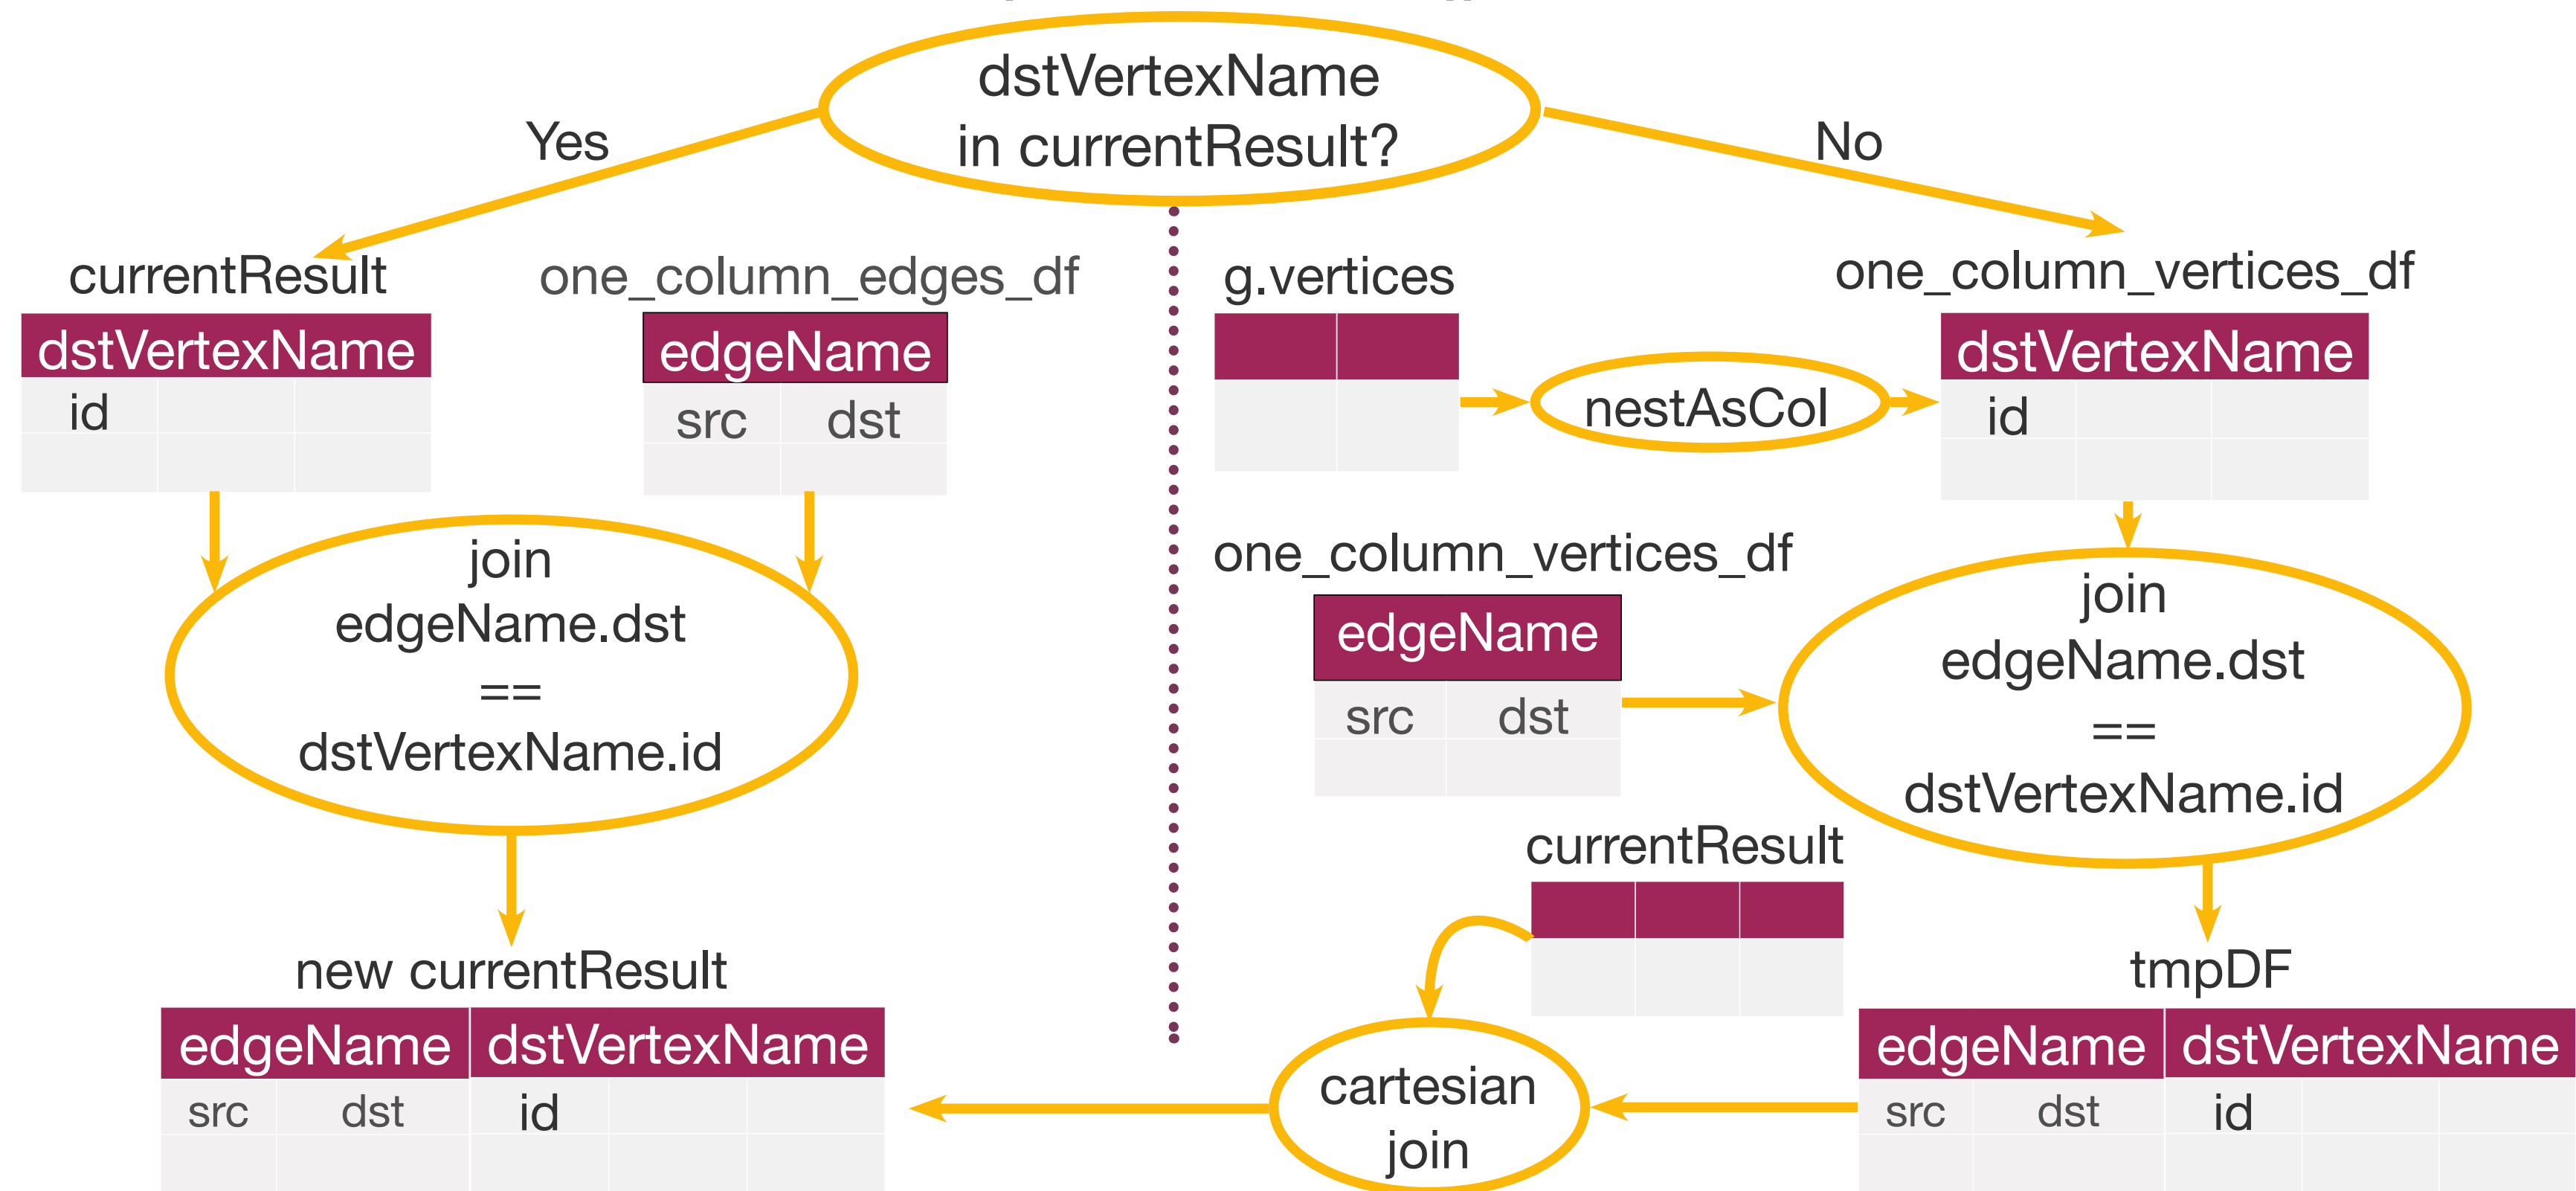 dstVertexName
in currentResult?
Yes
No
currentResult
one_column_edges_df
g.vertices
one_column_vertices_df
dstVertexName
id
edgeName
src dst
nestAsCol
dstVertexName
id
join
edgeName.dst
==
dstVertexName.id
one_column_vertices_df
edgeName
src dst
join
edgeName.dst
==
dstVertexName.id
currentResult
new currentResult
edgeName dstVertexName
src dst id
cartesian
join
tmpDF
edgeName dstVertexName
src dst id